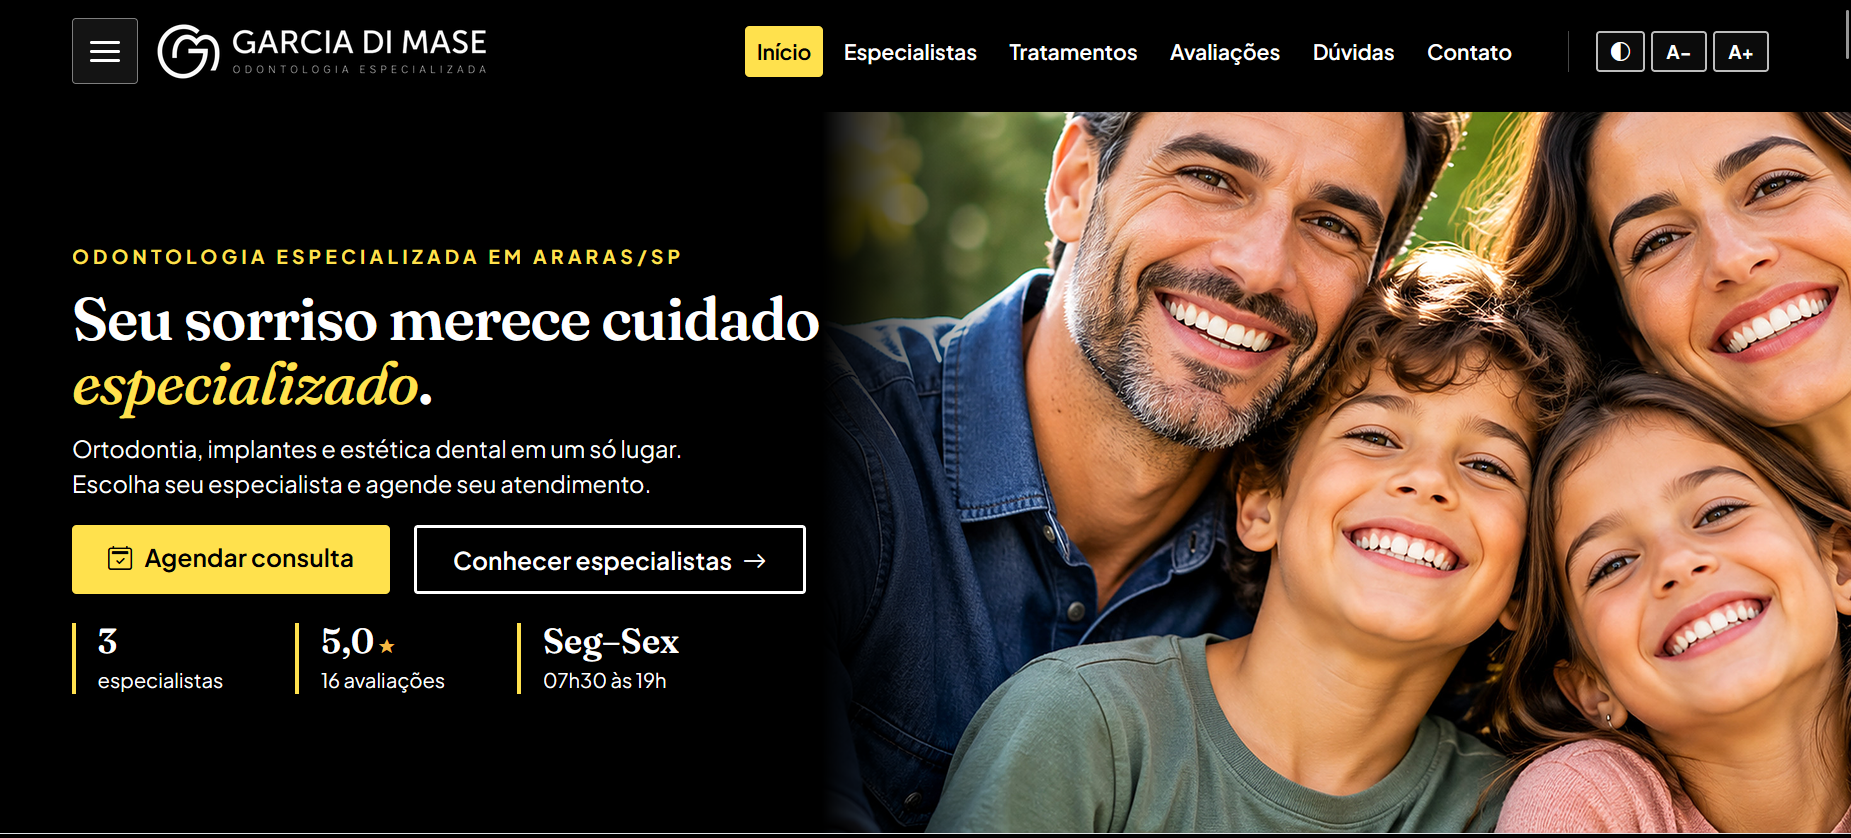 GARCIA DI MASE
ODONTOLOGIA ESPECIALIZADA
Início
Especialistas
Tratamentos
Avaliações
Dúvidas
Contato
A−
A+
ODONTOLOGIA ESPECIALIZADA EM ARARAS/SP
Seu sorriso merece cuidado
especializado.
Ortodontia, implantes e estética dental em um só lugar.
Escolha seu especialista e agende seu atendimento.
Agendar consulta
Conhecer especialistas →
3
especialistas
5,0 ★
16 avaliações
Seg–Sex
07h30 às 19h